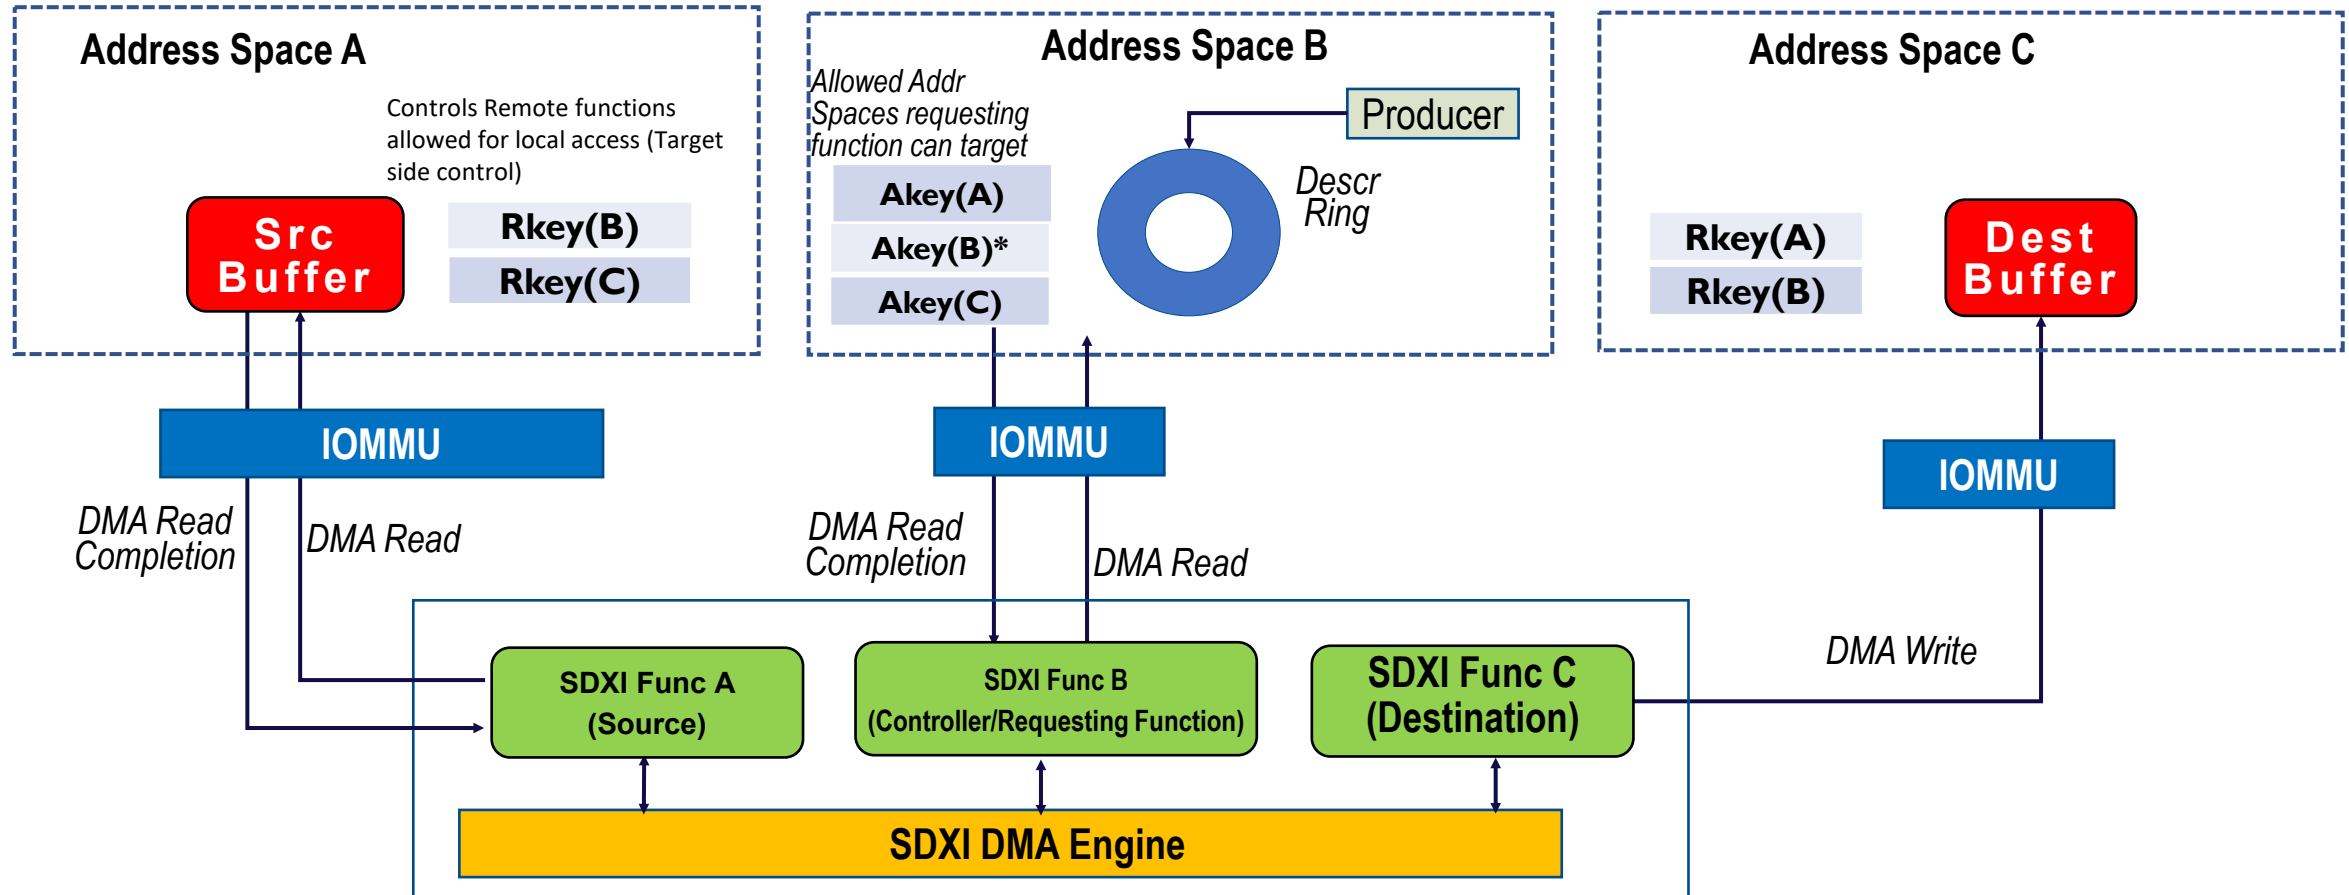 Address Space A
Controls Remote functions
allowed for local access (Target
side control)
Src
Buffer
Rkey(B)
Rkey(C)
Address Space B
Allowed Addr
Spaces requesting
function can target
Akey(A)
Akey(B)*
Akey(C)
Producer
Descr
Ring
Address Space C
Rkey(A)
Rkey(B)
Dest
Buffer
IOMMU
IOMMU
IOMMU
DMA Read
Completion
DMA Read
DMA Read
Completion
DMA Read
DMA Write
SDXI Func A
(Source)
SDXI Func B
(Controller/Requesting Function)
SDXI Func C
(Destination)
SDXI DMA Engine